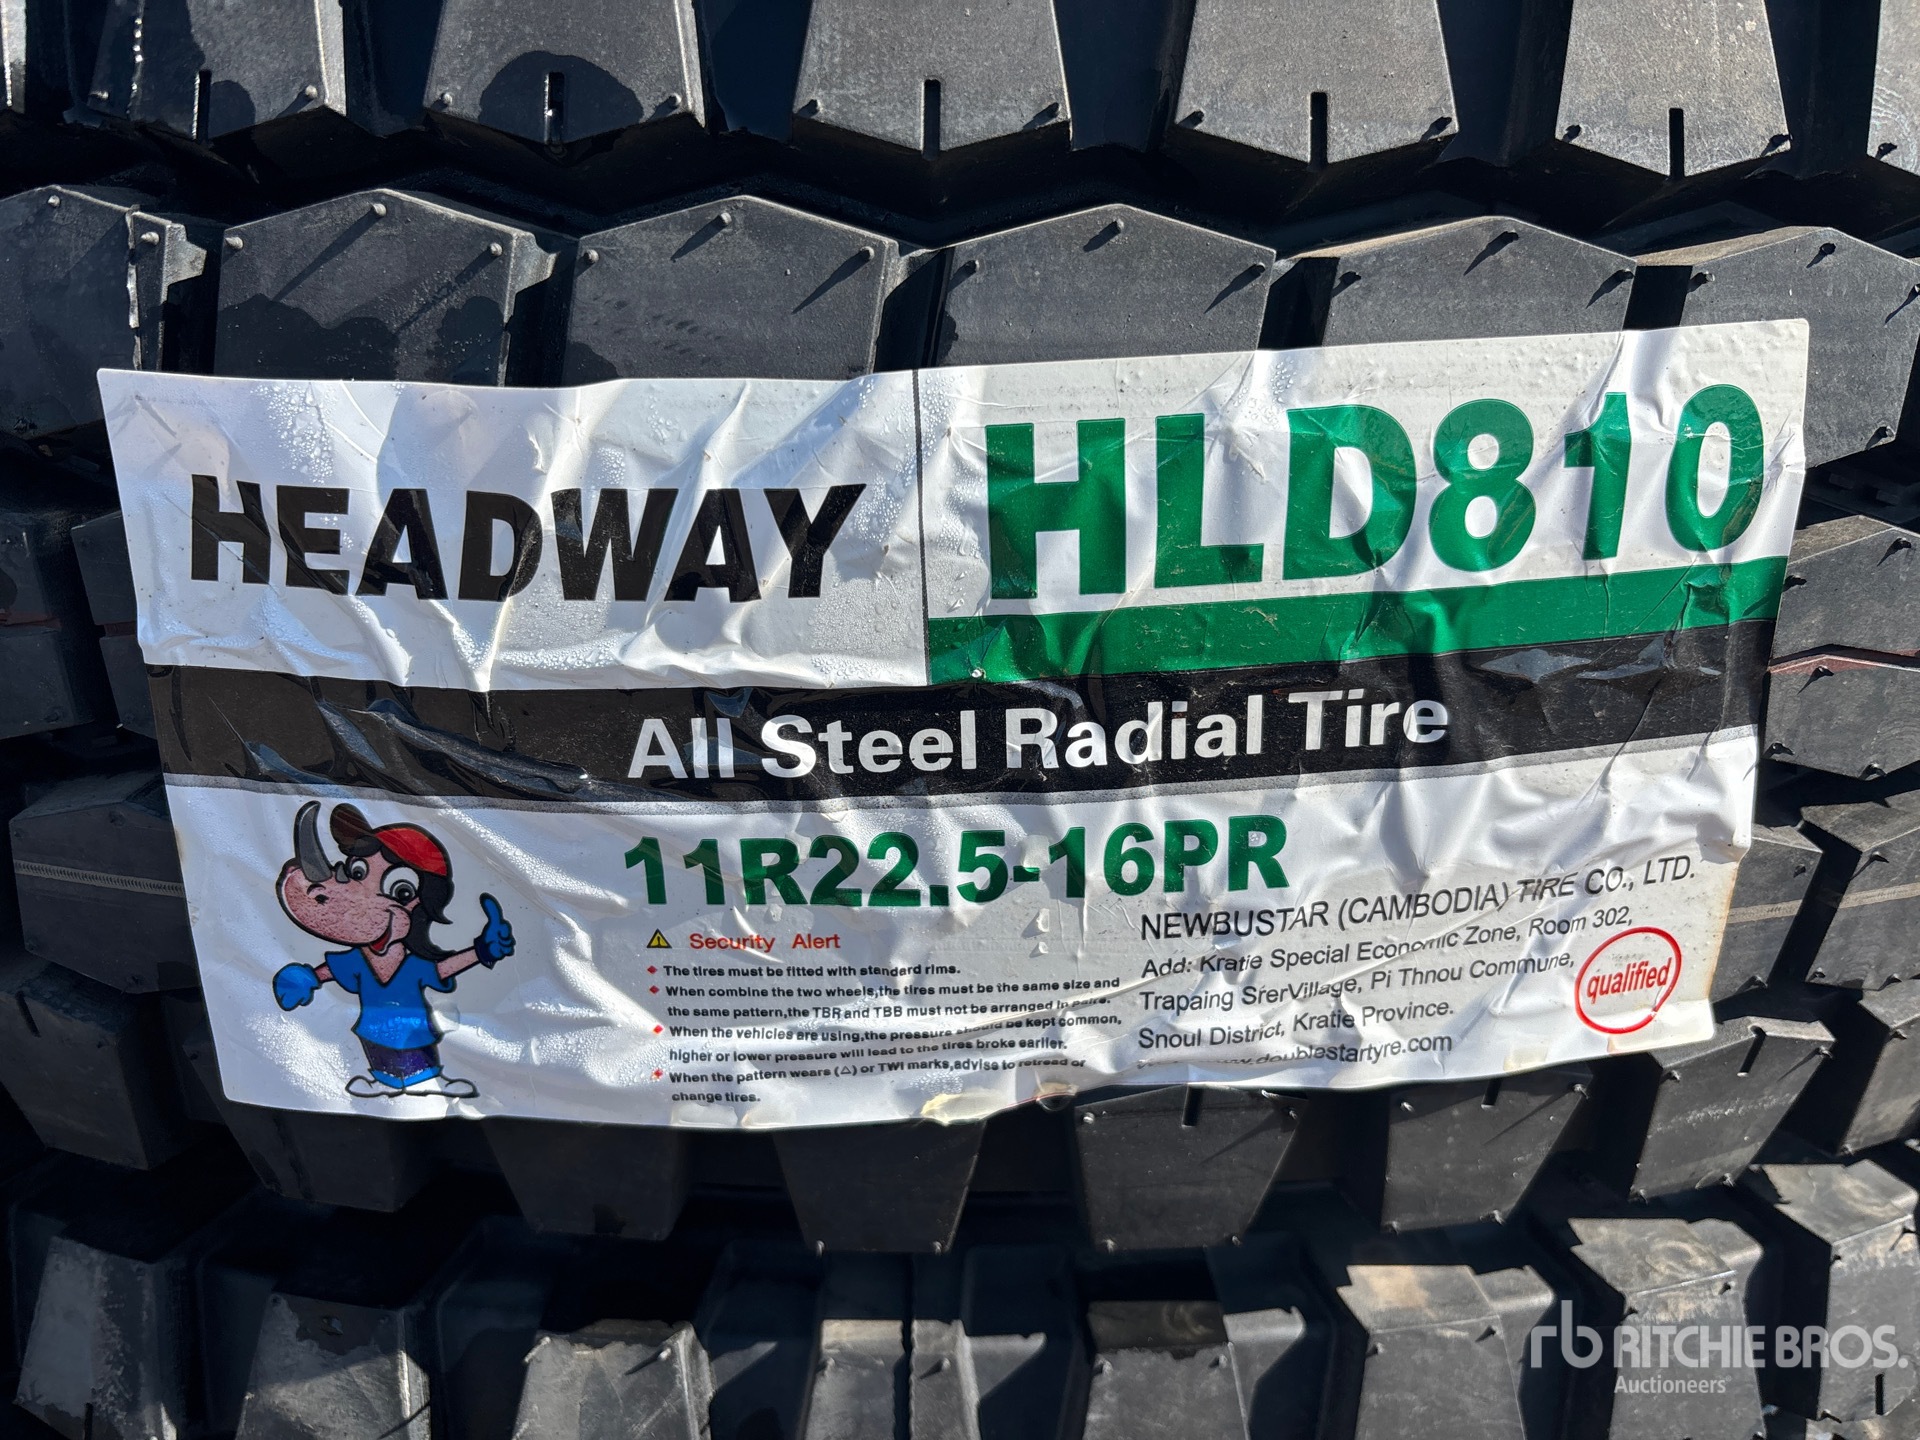 HEADWAY
HLD810
All Steel Radial Tire
11R22.5-16PR
Security Alert
The tires must be fitted with standard rims.
When combine the two wheels,the tires must be the same size and
the same pattern,the TBR and TBB must not be arranged in pairs.
When the vehicles are using,the pressure should be kept common,
higher or lower pressure will lead to the tires broke earlier.
When the pattern wears (△) or TWI marks,advise to retread or
change tires.
NEWBUSTAR (CAMBODIA) TIRE CO., LTD.
Add: Kratie Special Economic Zone, Room 302,
Trapaing SrerVillage, Pi Thnou Commune,
Snoul District, Kratie Province.
www.doublestartyre.com
qualified
rb RITCHIE BROS.
Auctioneers